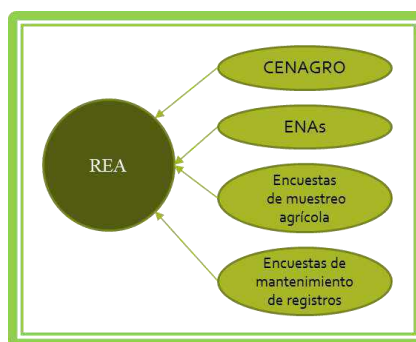 CENAGRO
REA
ENAs
Encuestas
de muestreo
agrícola
Encuestas de
mantenimiento
de registros